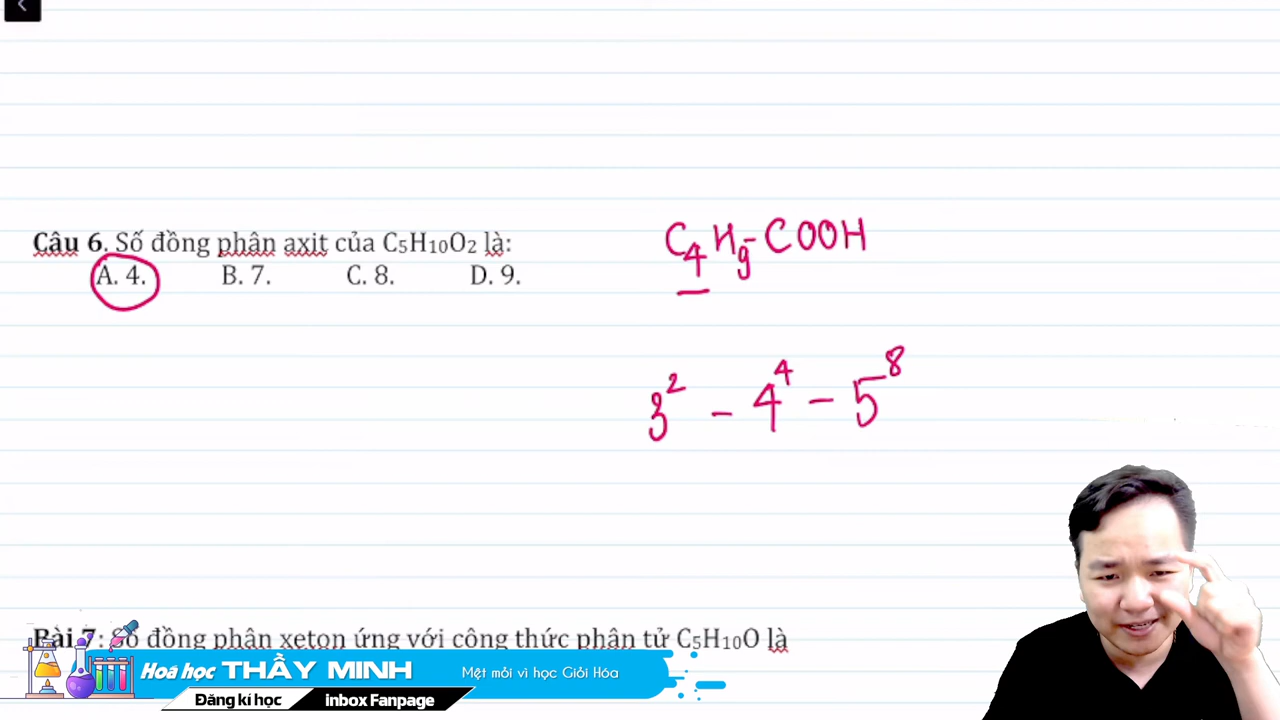 Câu 6. Số đồng phân axit của C₅H₁₀O₂ là:
A. 4. B. 7. C. 8. D. 9.
C₄H₉-COOH
3² - 4⁴ - 5⁸
Bài 7: Số đồng phân xeton ứng với công thức phân tử C₅H₁₀O là
Hoá học THẦY MINH
Mệt mỏi vì học Giỏi Hóa
Đăng kí học
inbox Fanpage